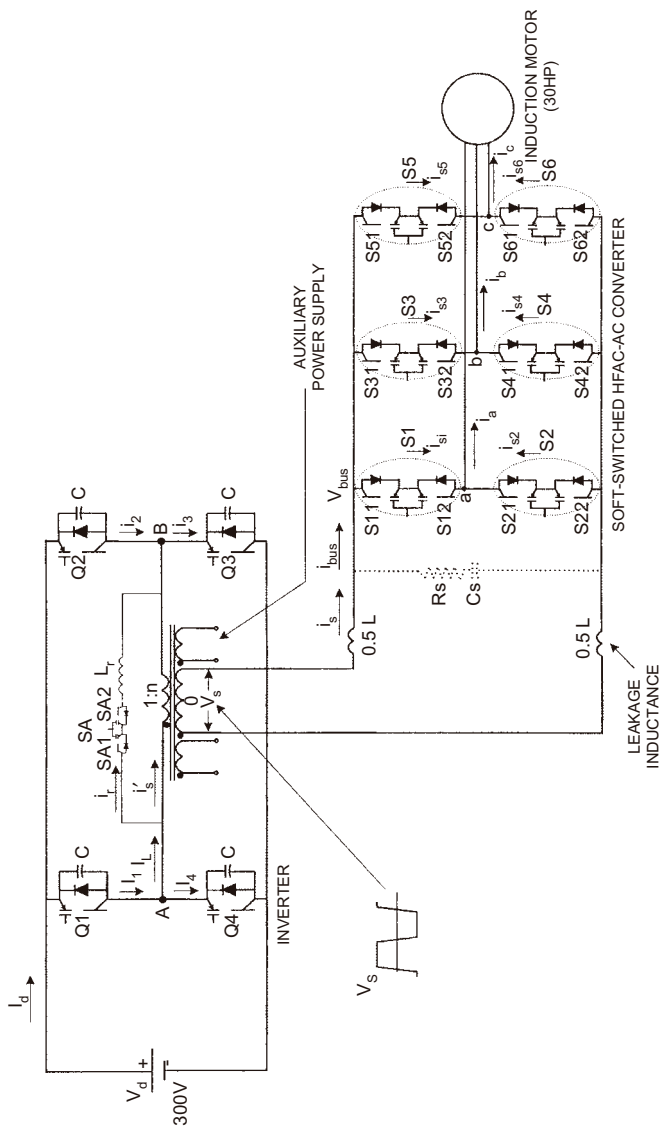 I_d
V_d
+
-
300V
Q1
C
I_1
I_L
A
Q4
C
I_4
INVERTER
i_r
SA
SA1
SA2
L_r
i'_s
1:n
0
V_s
Q2
C
i_2
B
Q3
C
i_3
AUXILIARY
POWER SUPPLY
V_S
0.5 L
0.5 L
LEAKAGE
INDUCTANCE
i_s
i_bus
V_bus
Rs
Cs
S11
S12
S1
i_si
a
i_a
S21
S22
i_s2
S2
S31
S32
S3
i_s3
b
i_b
S41
S42
i_s4
S4
S51
S52
S5
i_s5
c
i_c
S61
S62
i_s6
S6
INDUCTION MOTOR
(30HP)
SOFT-SWITCHED HFAC-AC CONVERTER